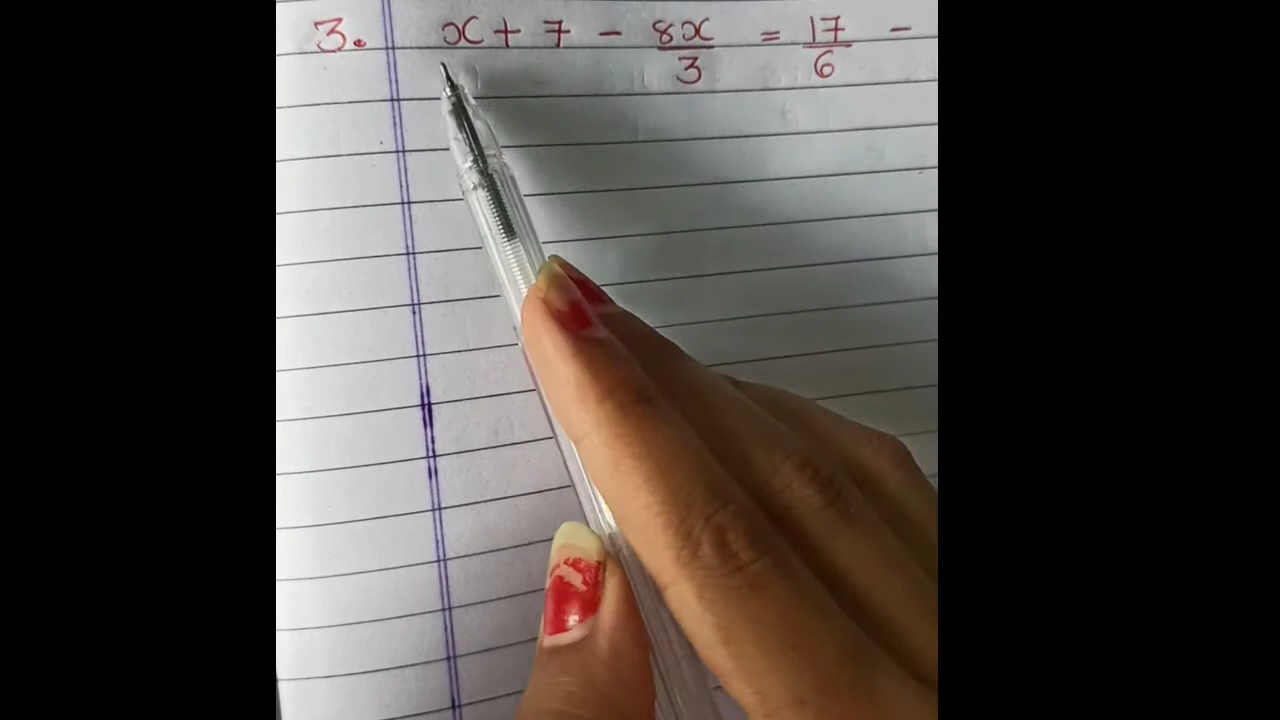 3. x + 7 - 8x/3 = 17/6 -